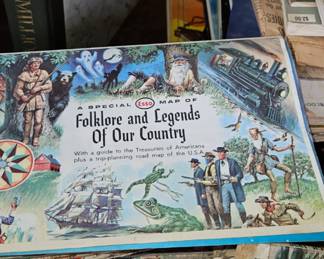 A SPECIAL Esso MAP OF
Folklore and Legends
Of Our Country
With a guide to the Treasures of Americana
plus a trip-planning road map of the U.S.A.